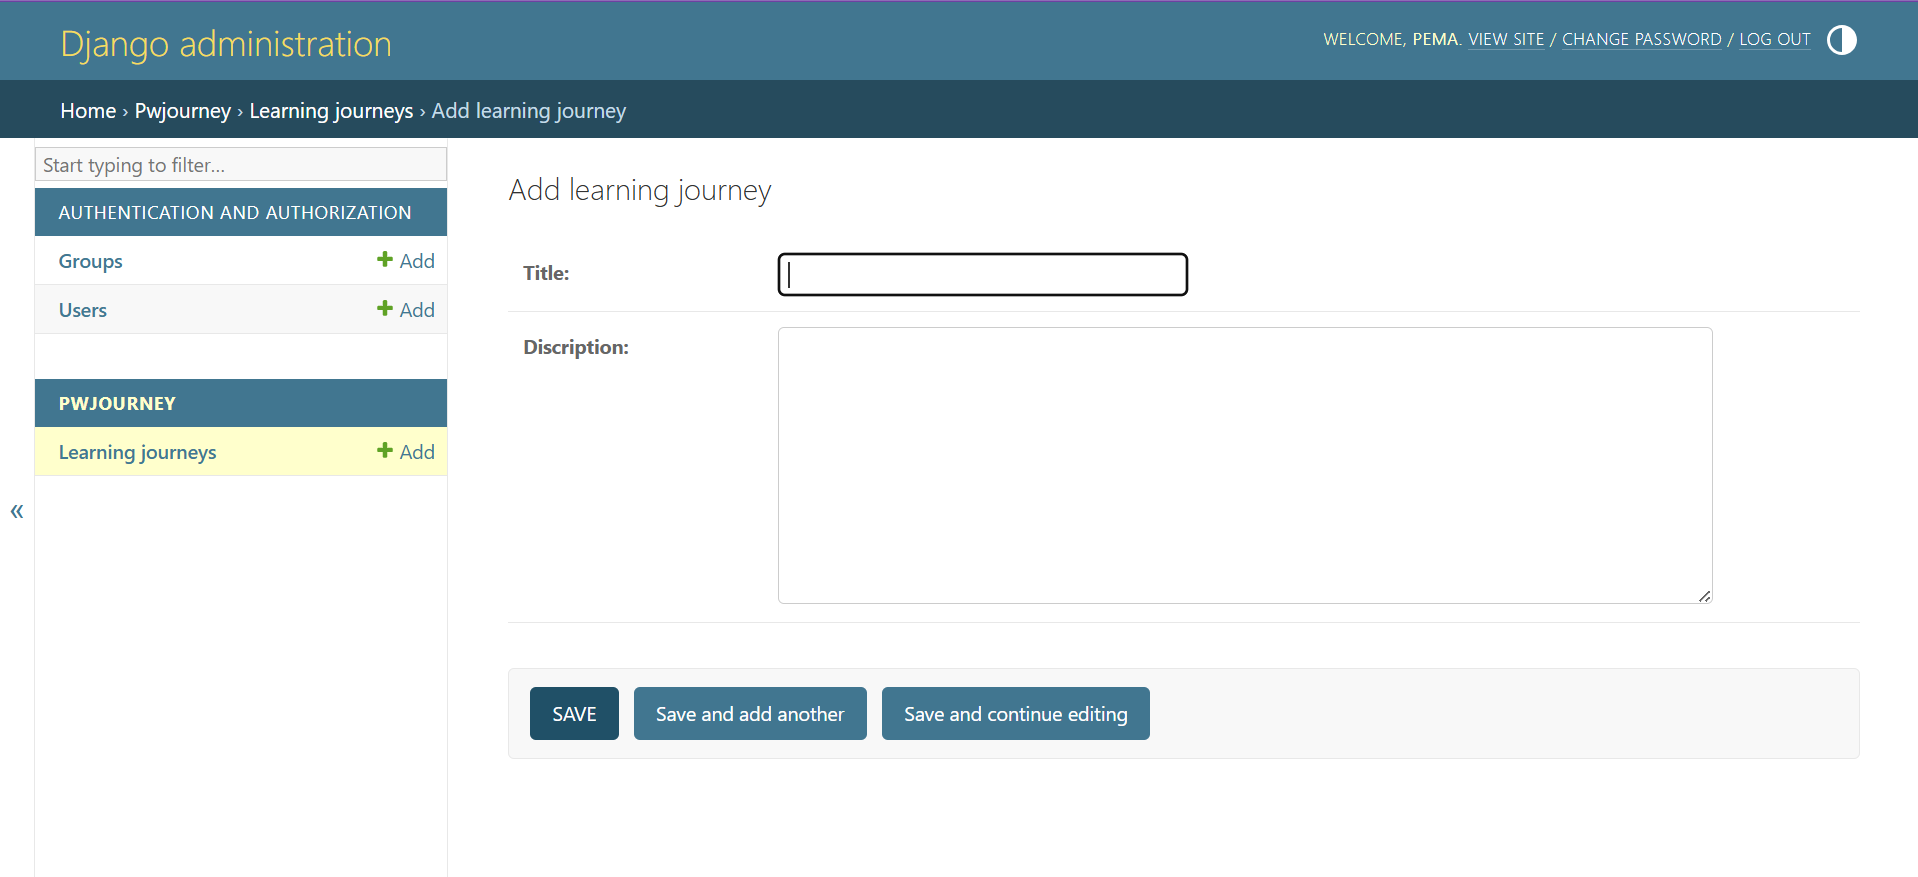 Django administration
WELCOME, PEMA. VIEW SITE / CHANGE PASSWORD / LOG OUT
Home › Pwjourney › Learning journeys › Add learning journey
Start typing to filter...
AUTHENTICATION AND AUTHORIZATION
Groups
Add
Users
Add
PWJOURNEY
Learning journeys
Add
«
Add learning journey
Title:
Discription:
SAVE
Save and add another
Save and continue editing